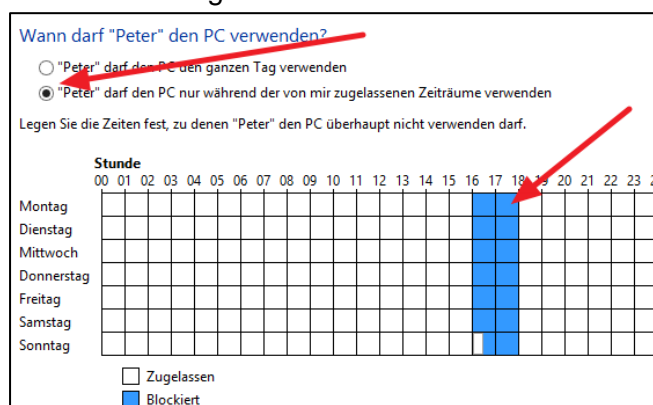 Wann darf "Peter" den PC verwenden?
"Peter" darf den PC den ganzen Tag verwenden
"Peter" darf den PC nur während der von mir zugelassenen Zeiträume verwenden
Legen Sie die Zeiten fest, zu denen "Peter" den PC überhaupt nicht verwenden darf.
Stunde
00 01 02 03 04 05 06 07 08 09 10 11 12 13 14 15 16 17 18 19 20 21 22 23
Montag
Dienstag
Mittwoch
Donnerstag
Freitag
Samstag
Sonntag
Zugelassen
Blockiert